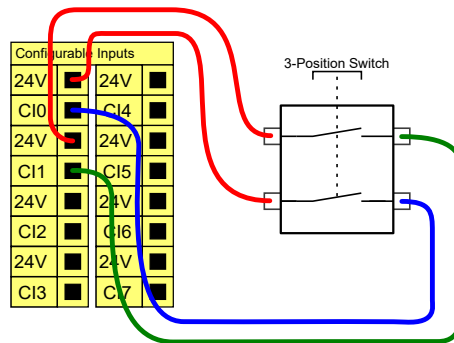 Configurable Inputs
24V 24V
CI0 CI4
24V 24V
CI1 CI5
24V 24V
CI2 CI6
24V 24V
CI3 CI7
3-Position Switch